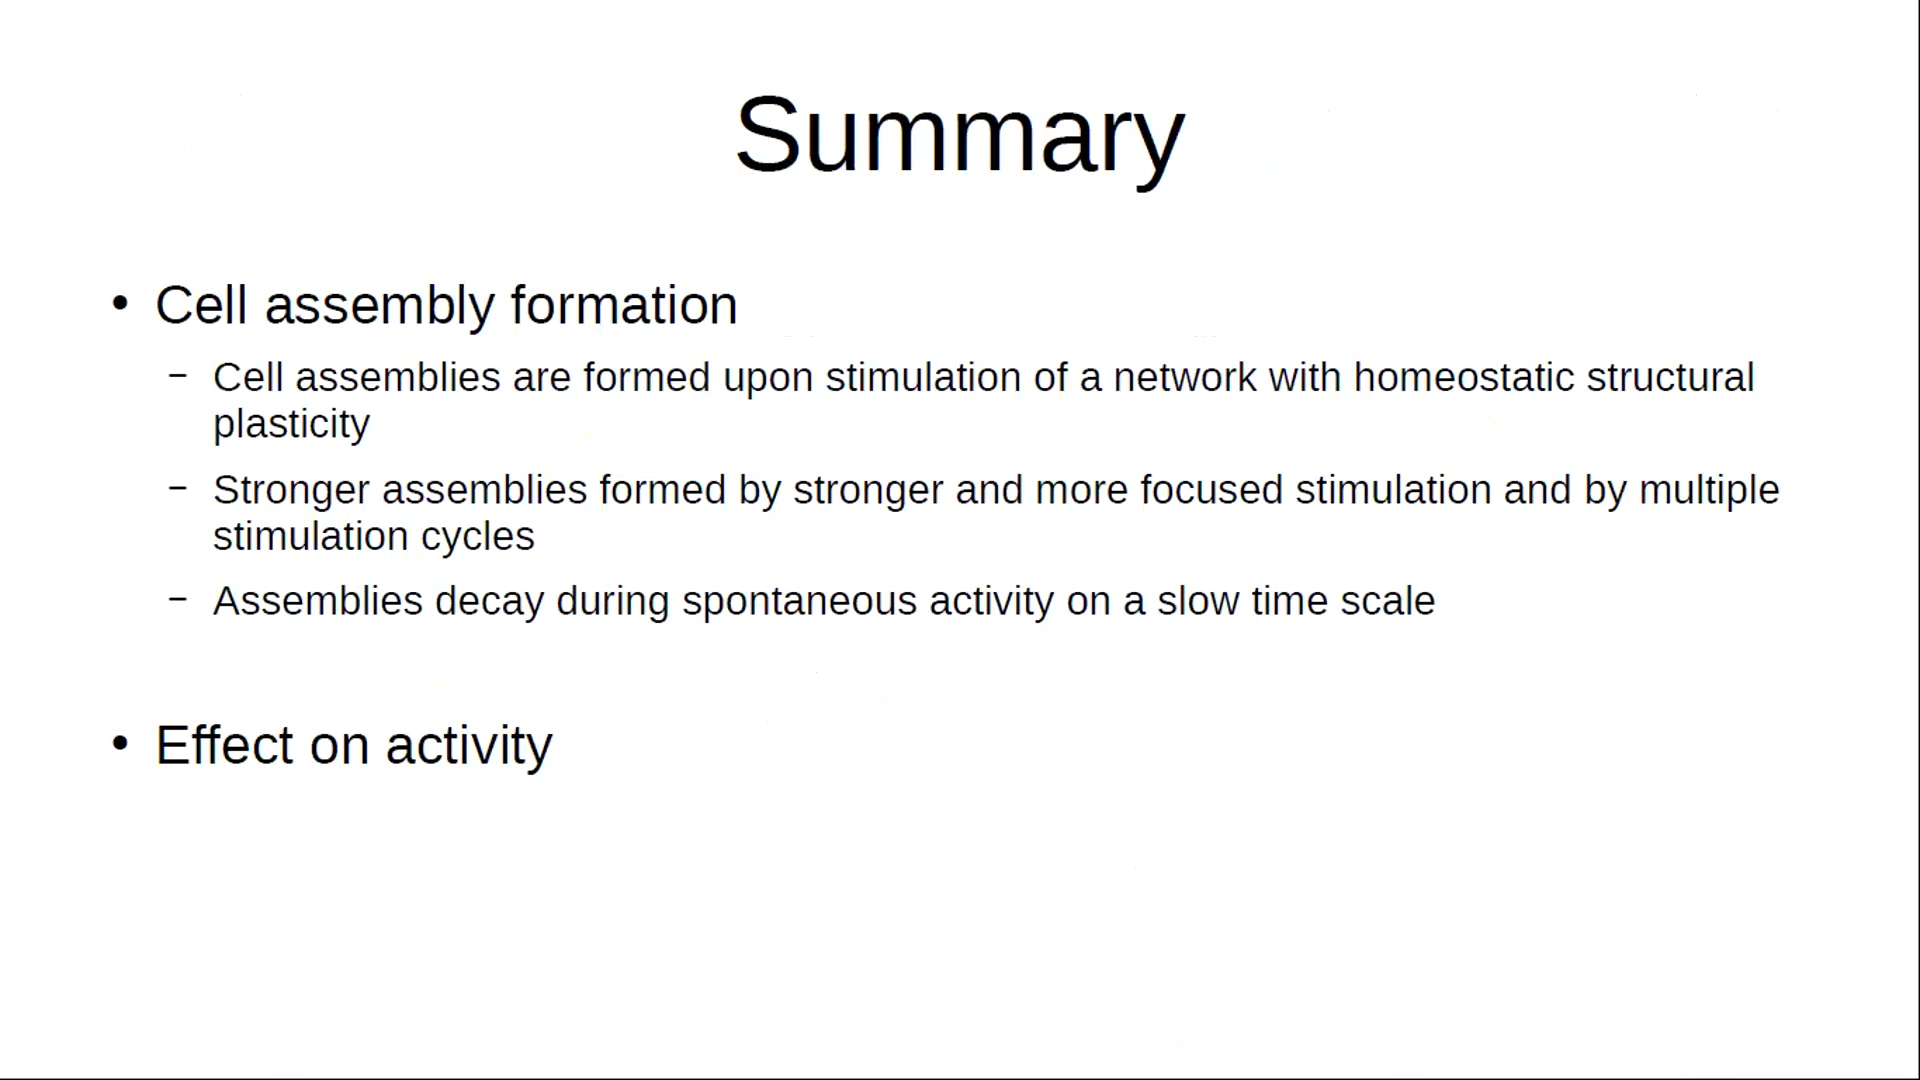 Summary
• Cell assembly formation
– Cell assemblies are formed upon stimulation of a network with homeostatic structural
plasticity
– Stronger assemblies formed by stronger and more focused stimulation and by multiple
stimulation cycles
– Assemblies decay during spontaneous activity on a slow time scale
• Effect on activity